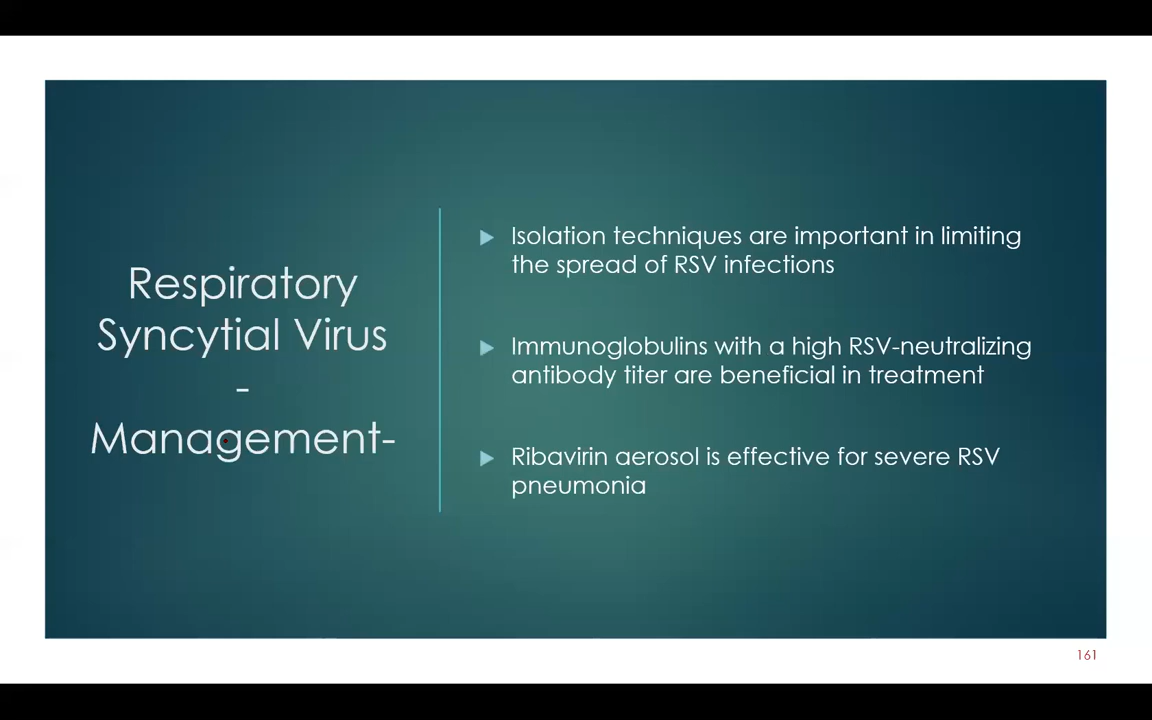 Respiratory
Syncytial Virus
-
Management-
Isolation techniques are important in limiting
the spread of RSV infections
Immunoglobulins with a high RSV-neutralizing
antibody titer are beneficial in treatment
Ribavirin aerosol is effective for severe RSV
pneumonia
161